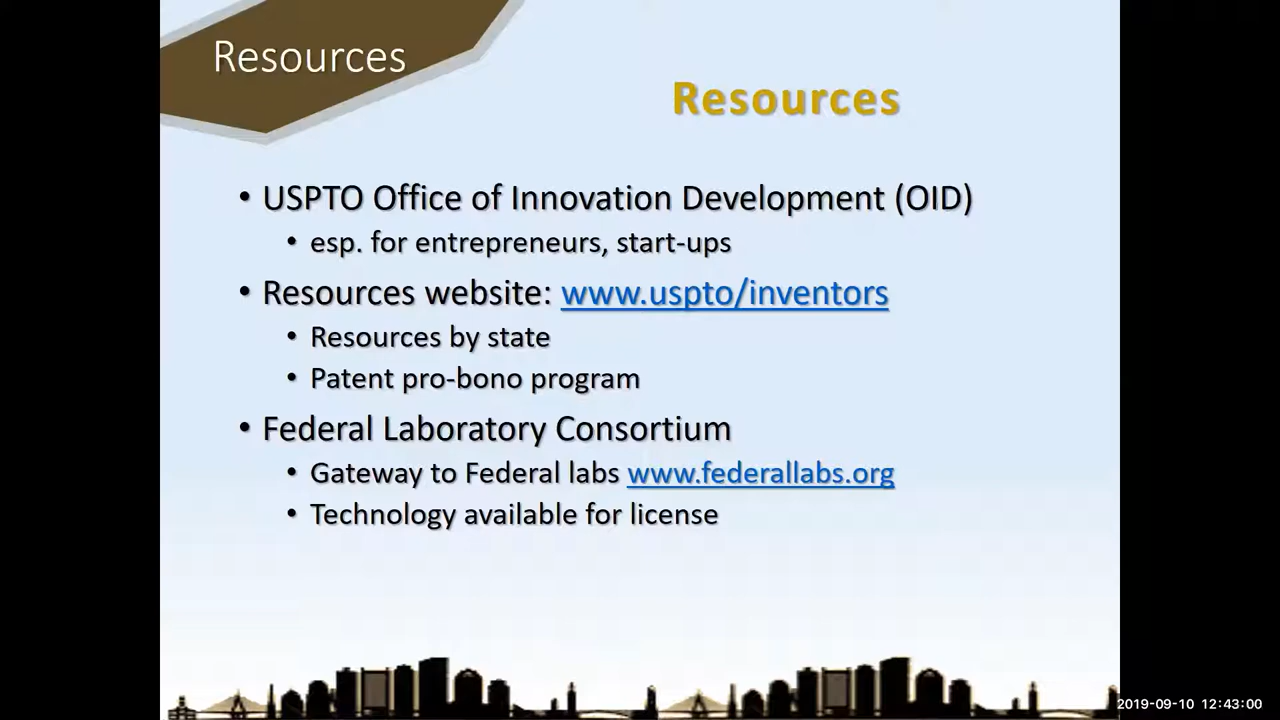 Resources
Resources
• USPTO Office of Innovation Development (OID)
• esp. for entrepreneurs, start-ups
• Resources website: www.uspto/inventors
• Resources by state
• Patent pro-bono program
• Federal Laboratory Consortium
• Gateway to Federal labs www.federallabs.org
• Technology available for license
2019-09-10 12:43:00